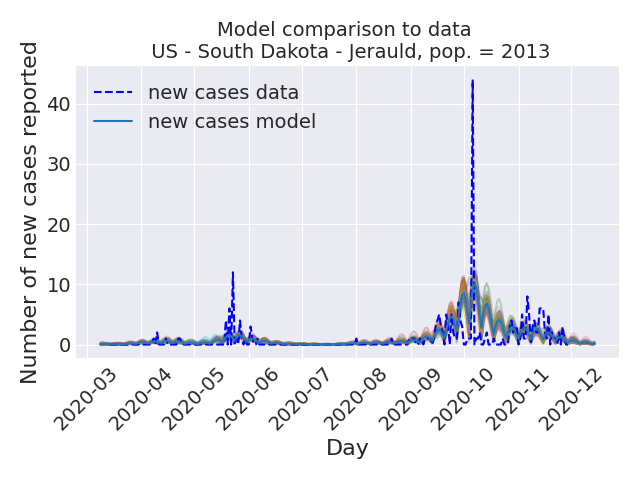 Model comparison to data
US - South Dakota - Jerauld, pop. = 2013
Number of new cases reported
40
30
20
10
0
new cases data
new cases model
2020-03
2020-04
2020-05
2020-06
2020-07
2020-08
2020-09
2020-10
2020-11
2020-12
Day